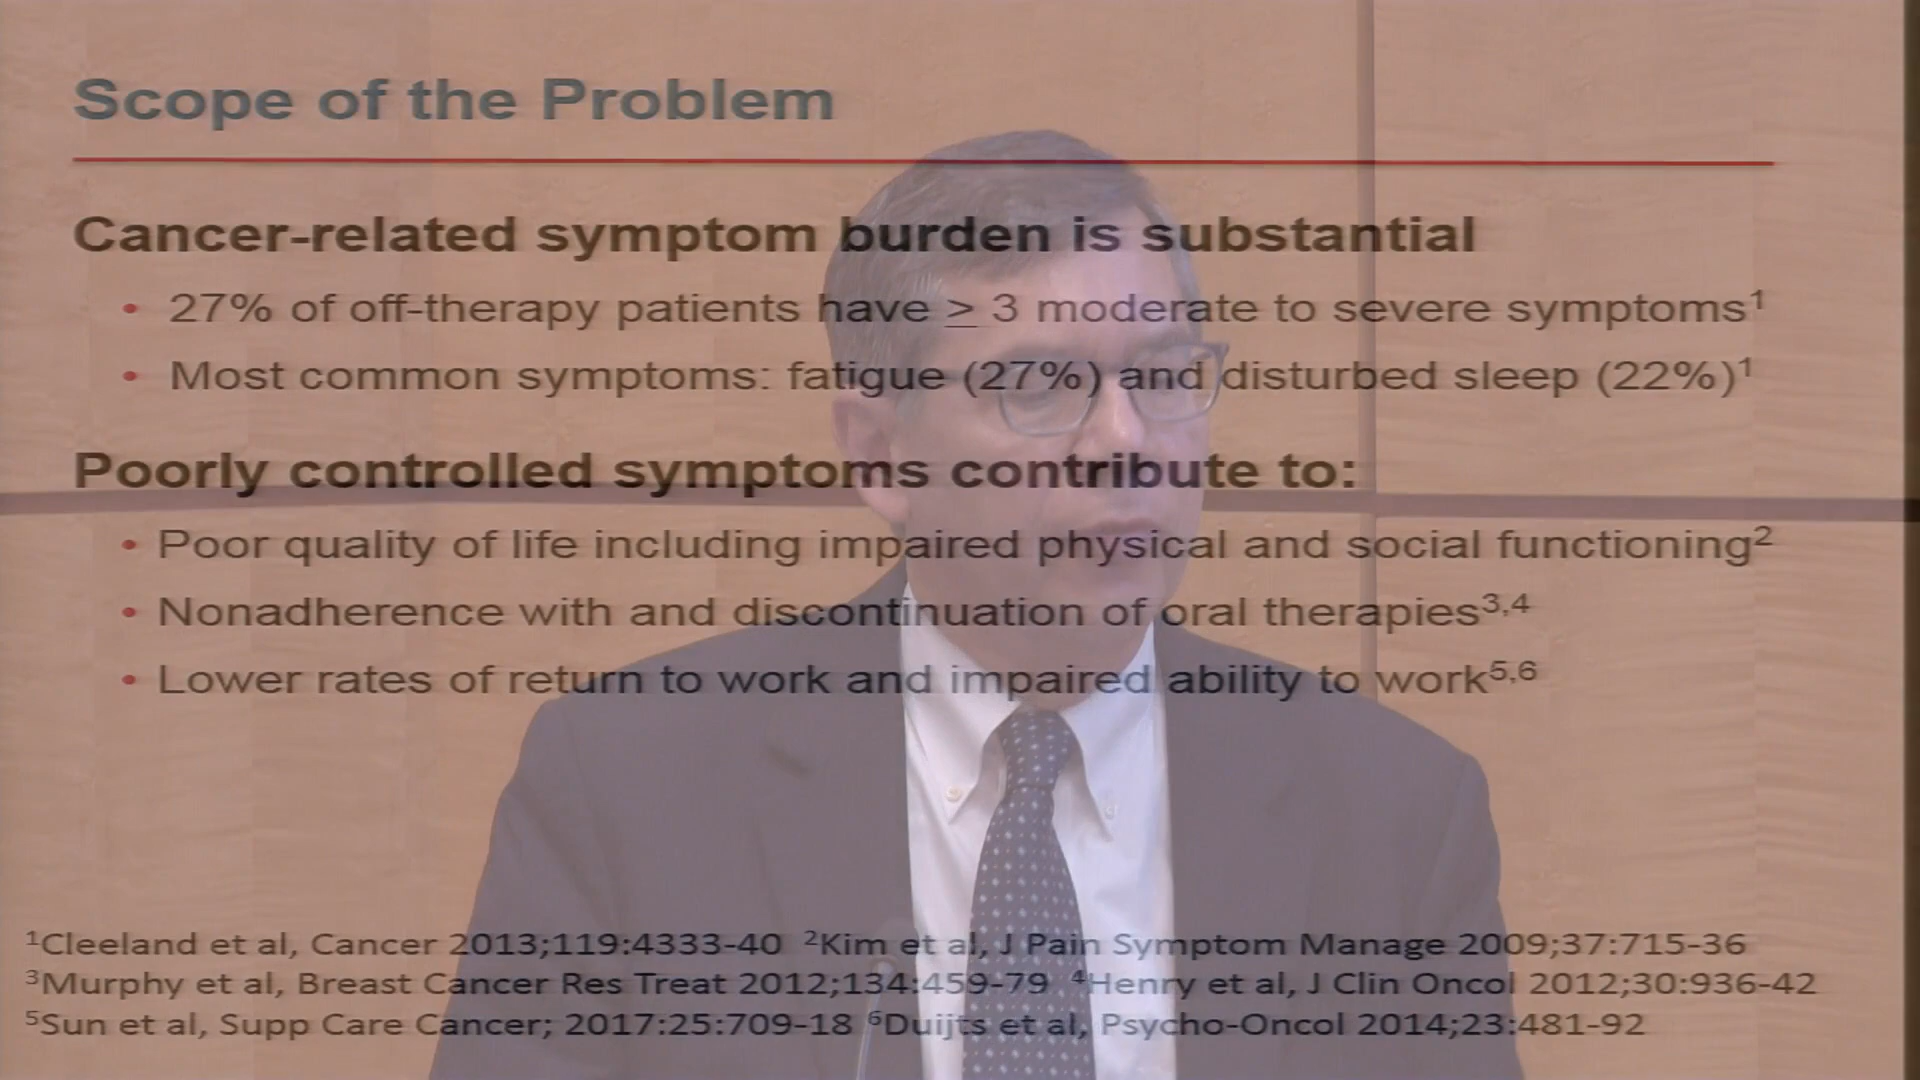 Scope of the Problem
Cancer-related symptom burden is substantial
• 27% of off-therapy patients have ≥ 3 moderate to severe symptoms¹
• Most common symptoms: fatigue (27%) and disturbed sleep (22%)¹
Poorly controlled symptoms contribute to:
• Poor quality of life including impaired physical and social functioning²
• Nonadherence with and discontinuation of oral therapies³,⁴
• Lower rates of return to work and impaired ability to work⁵,⁶
¹Cleeland et al, Cancer 2013;119:4333-40 ²Kim et al, J Pain Symptom Manage 2009;37:715-36
³Murphy et al, Breast Cancer Res Treat 2012;134:459-79 ⁴Henry et al, J Clin Oncol 2012;30:936-42
⁵Sun et al, Supp Care Cancer; 2017:25:709-18 ⁶Duijts et al, Psycho-Oncol 2014;23:481-92